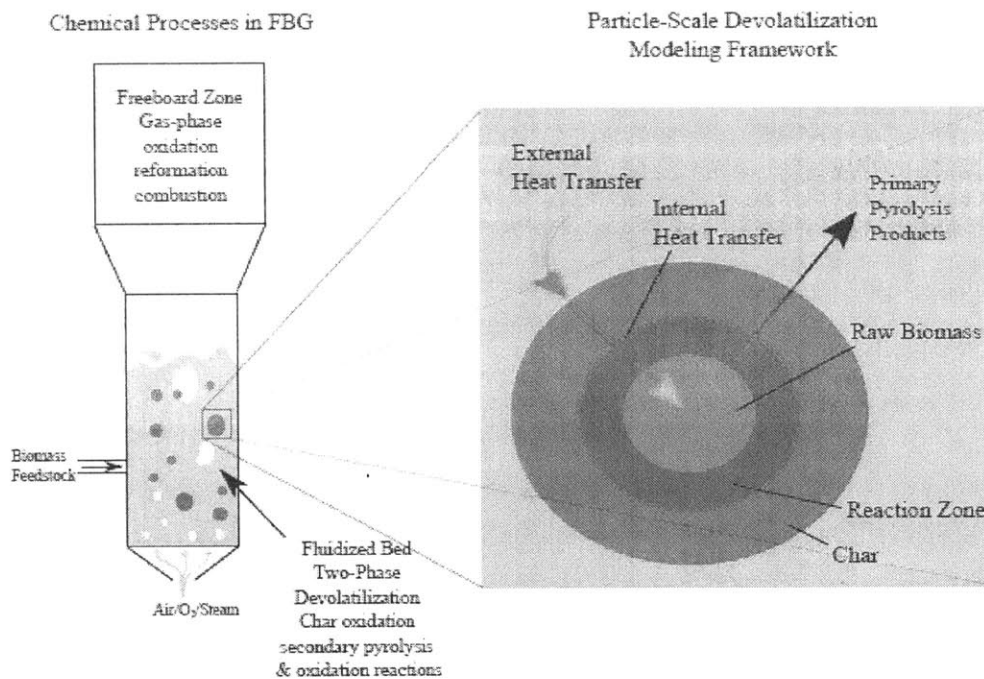 Chemical Processes in FBG
Particle-Scale Devolatilization
Modeling Framework
Freeboard Zone
Gas-phase
oxidation
reformation
combustion
External
Heat Transfer
Internal
Heat Transfer
Primary
Pyrolysis
Products
Raw Biomass
Biomass
Feedstock
Reaction Zone
Char
Fluidized Bed
Two-Phase
Devolatilization
Char oxidation
secondary pyrolysis
& oxidation reactions
Air/O₂/Steam